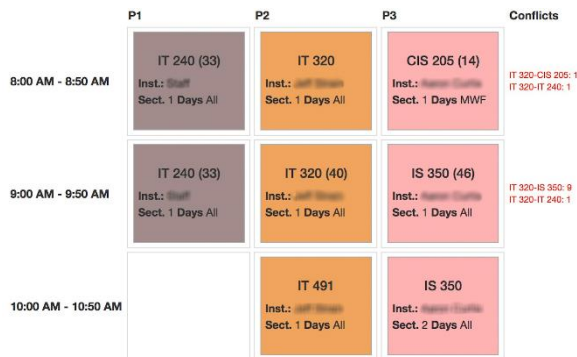 P1 P2 P3 Conflicts
8:00 AM - 8:50 AM
IT 240 (33)
Inst.: Staff
Sect. 1 Days All
IT 320
Inst.:
Sect. 1 Days All
CIS 205 (14)
Inst.:
Sect. 1 Days MWF
IT 320-CIS 205: 1
IT 320-IT 240: 1
9:00 AM - 9:50 AM
IT 240 (33)
Inst.: Staff
Sect. 1 Days All
IT 320 (40)
Inst.:
Sect. 1 Days All
IS 350 (46)
Inst.:
Sect. 1 Days All
IT 320-IS 350: 9
IT 320-IT 240: 1
10:00 AM - 10:50 AM
IT 491
Inst.:
Sect. 1 Days All
IS 350
Inst.:
Sect. 2 Days All